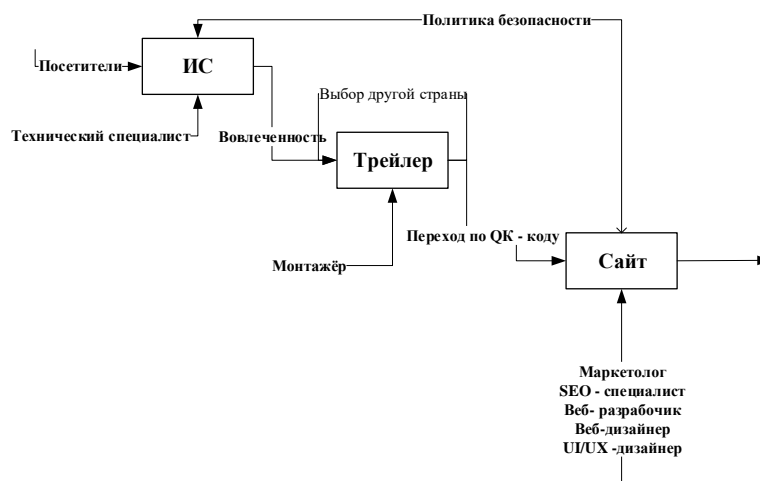 Политика безопасности
ИС
Посетители
Выбор другой страны
Технический специалист
Вовлеченность
Трейлер
Переход по QК - коду
Сайт
Монтажёр
Маркетолог
SEO - специалист
Веб- разрабочик
Веб-дизайнер
UI/UX -дизайнер